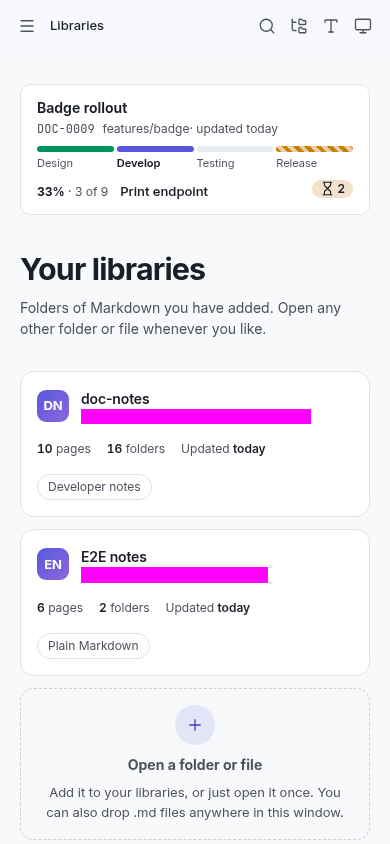 Libraries
Badge rollout
DOC-0009 features/badge· updated today
Design Develop Testing Release
33% · 3 of 9 Print endpoint 2
Your libraries
Folders of Markdown you have added. Open any
other folder or file whenever you like.
DN doc-notes
10 pages 16 folders Updated today
Developer notes
EN E2E notes
6 pages 2 folders Updated today
Plain Markdown
Open a folder or file
Add it to your libraries, or just open it once. You
can also drop .md files anywhere in this window.